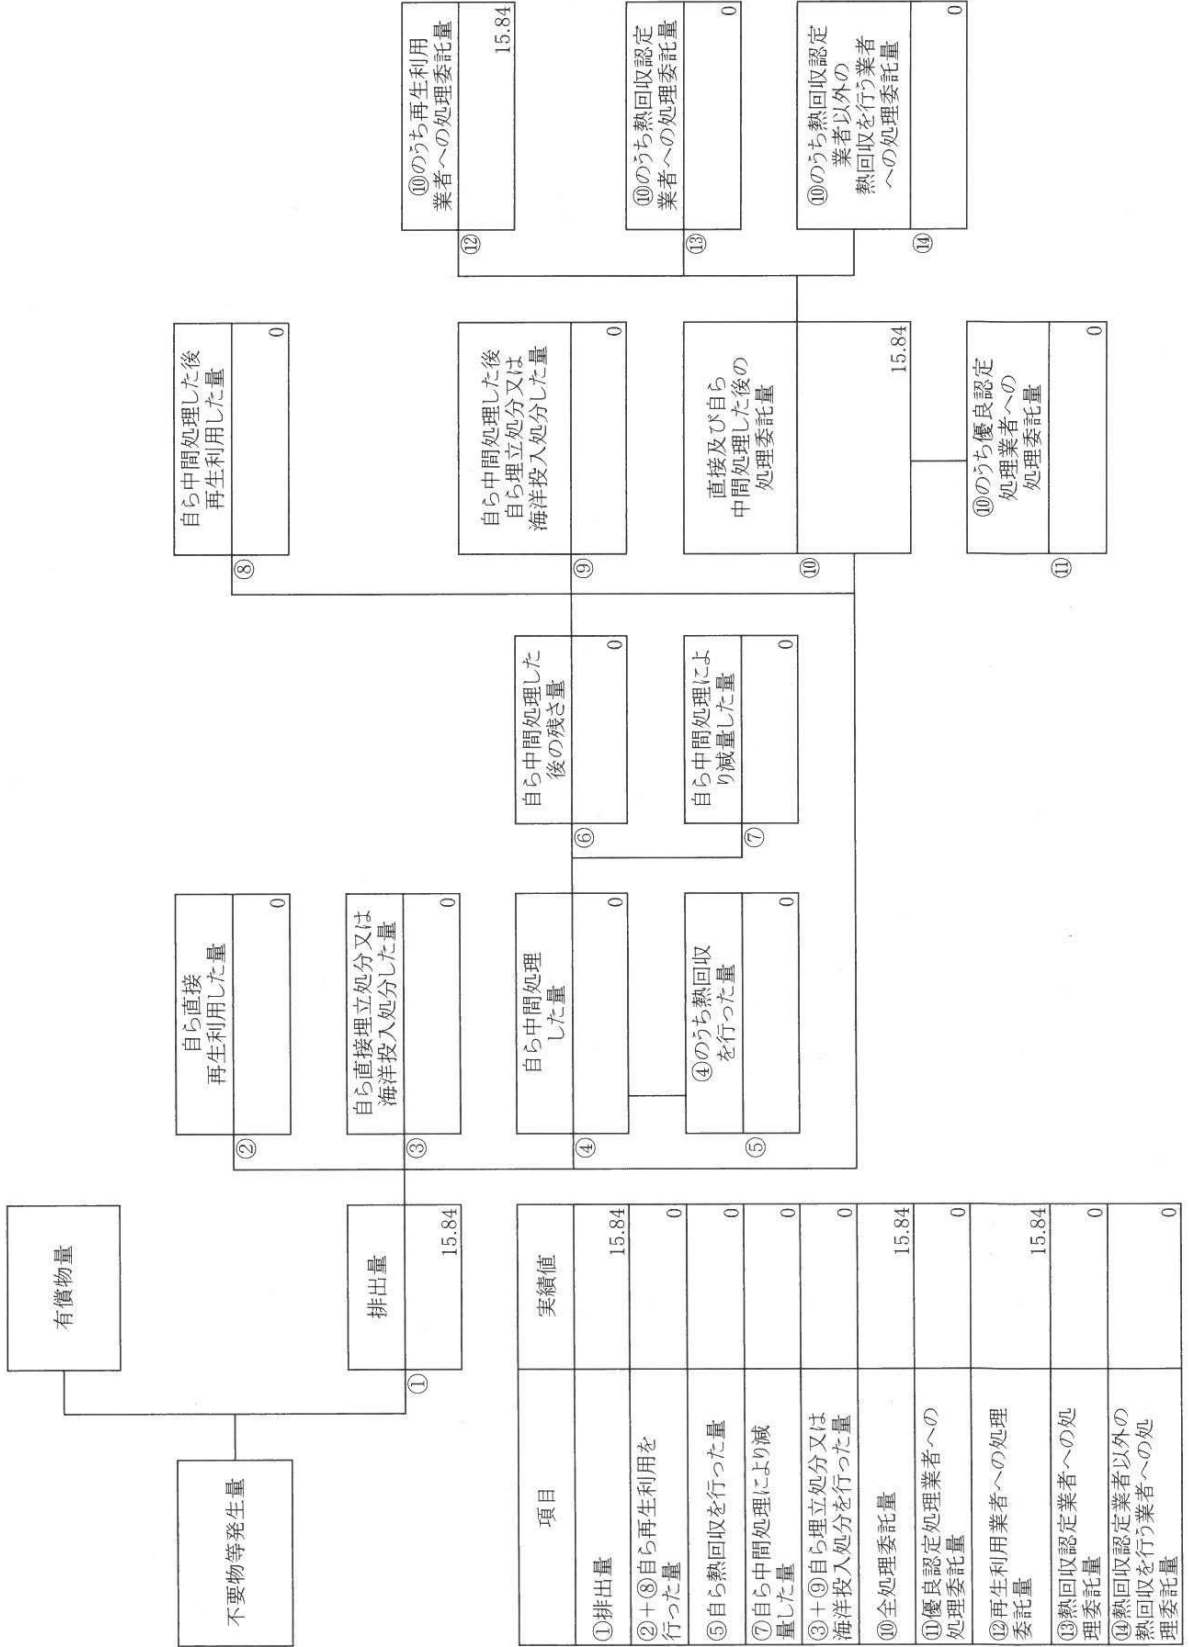 不要物等発生量
有償物量
排出量
①
15.84
自ら直接
再生利用した量
②
0
自ら直接埋立処分又は
海洋投入処分した量
③
0
自ら中間処理
した量
④
0
④のうち熱回収
を行った量
⑤
0
自ら中間処理した
後の残さ量
⑥
0
自ら中間処理によ
り減量した量
⑦
0
自ら中間処理した後
再生利用した量
⑧
0
自ら中間処理した後
自ら埋立処分又は
海洋投入処分した量
⑨
0
直接及び自ら
中間処理した後の
処理委託量
⑩
15.84
⑩のうち優良認定
処理業者への
処理委託量
⑪
0
⑩のうち再生利用
業者への処理委託量
⑫
15.84
⑩のうち熱回収認定
業者への処理委託量
⑬
0
⑩のうち熱回収認定
業者以外の
熱回収を行う業者
への処理委託量
⑭
0
項目 実績値
①排出量 15.84
②+⑧自ら再生利用を
行った量 0
⑤自ら熱回収を行った量 0
⑦自ら中間処理により減
量した量 0
③+⑨自ら埋立処分又は
海洋投入処分を行った量 0
⑩全処理委託量 15.84
⑪優良認定処理業者への
処理委託量 0
⑫再生利用業者への処理
委託量 15.84
⑬熱回収認定業者への処
理委託量 0
⑭熱回収認定業者以外の
熱回収を行う業者への処
理委託量 0